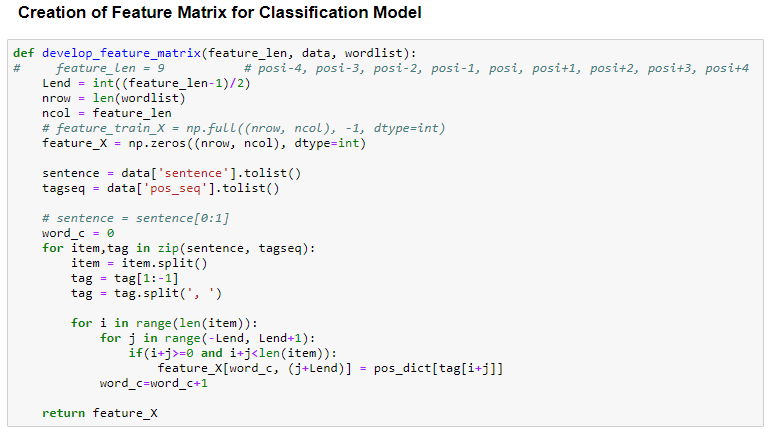 Creation of Feature Matrix for Classification Model
def develop_feature_matrix(feature_len, data, wordlist):
#     feature_len = 9           # posi-4, posi-3, posi-2, posi-1, posi, posi+1, posi+2, posi+3, posi+4
    Lend = int((feature_len-1)/2)
    nrow = len(wordlist)
    ncol = feature_len
    # feature_train_X = np.full((nrow, ncol), -1, dtype=int)
    feature_X = np.zeros((nrow, ncol), dtype=int)
    sentence = data['sentence'].tolist()
    tagseq = data['pos_seq'].tolist()
    # sentence = sentence[0:1]
    word_c = 0
    for item,tag in zip(sentence, tagseq):
        item = item.split()
        tag = tag[1:-1]
        tag = tag.split(', ')
        for i in range(len(item)):
            for j in range(-Lend, Lend+1):
                if(i+j>=0 and i+j<len(item)):
                    feature_X[word_c, (j+Lend)] = pos_dict[tag[i+j]]
            word_c=word_c+1
    return feature_X